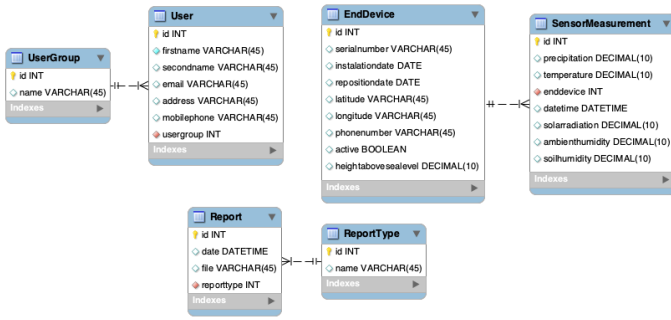 UserGroup
id INT
name VARCHAR(45)
Indexes
User
id INT
firstname VARCHAR(45)
secondname VARCHAR(45)
email VARCHAR(45)
address VARCHAR(45)
mobilephone VARCHAR(45)
usergroup INT
Indexes
EndDevice
id INT
serialnumber VARCHAR(45)
instalationdate DATE
repositiondate DATE
latitude VARCHAR(45)
longitude VARCHAR(45)
phonenumber VARCHAR(45)
active BOOLEAN
heightabovesealevel DECIMAL(10)
Indexes
SensorMeasurement
id INT
precipitation DECIMAL(10)
temperature DECIMAL(10)
enddevice INT
datetime DATETIME
solarradiation DECIMAL(10)
ambienthumidity DECIMAL(10)
soilhumidity DECIMAL(10)
Indexes
Report
id INT
date DATETIME
file VARCHAR(45)
reporttype INT
Indexes
ReportType
id INT
name VARCHAR(45)
Indexes